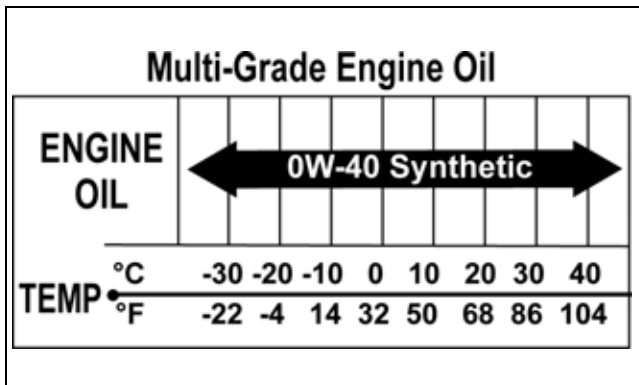 Multi-Grade Engine Oil
ENGINE
OIL
0W-40 Synthetic
°C -30 -20 -10 0 10 20 30 40
TEMP
°F -22 -4 14 32 50 68 86 104